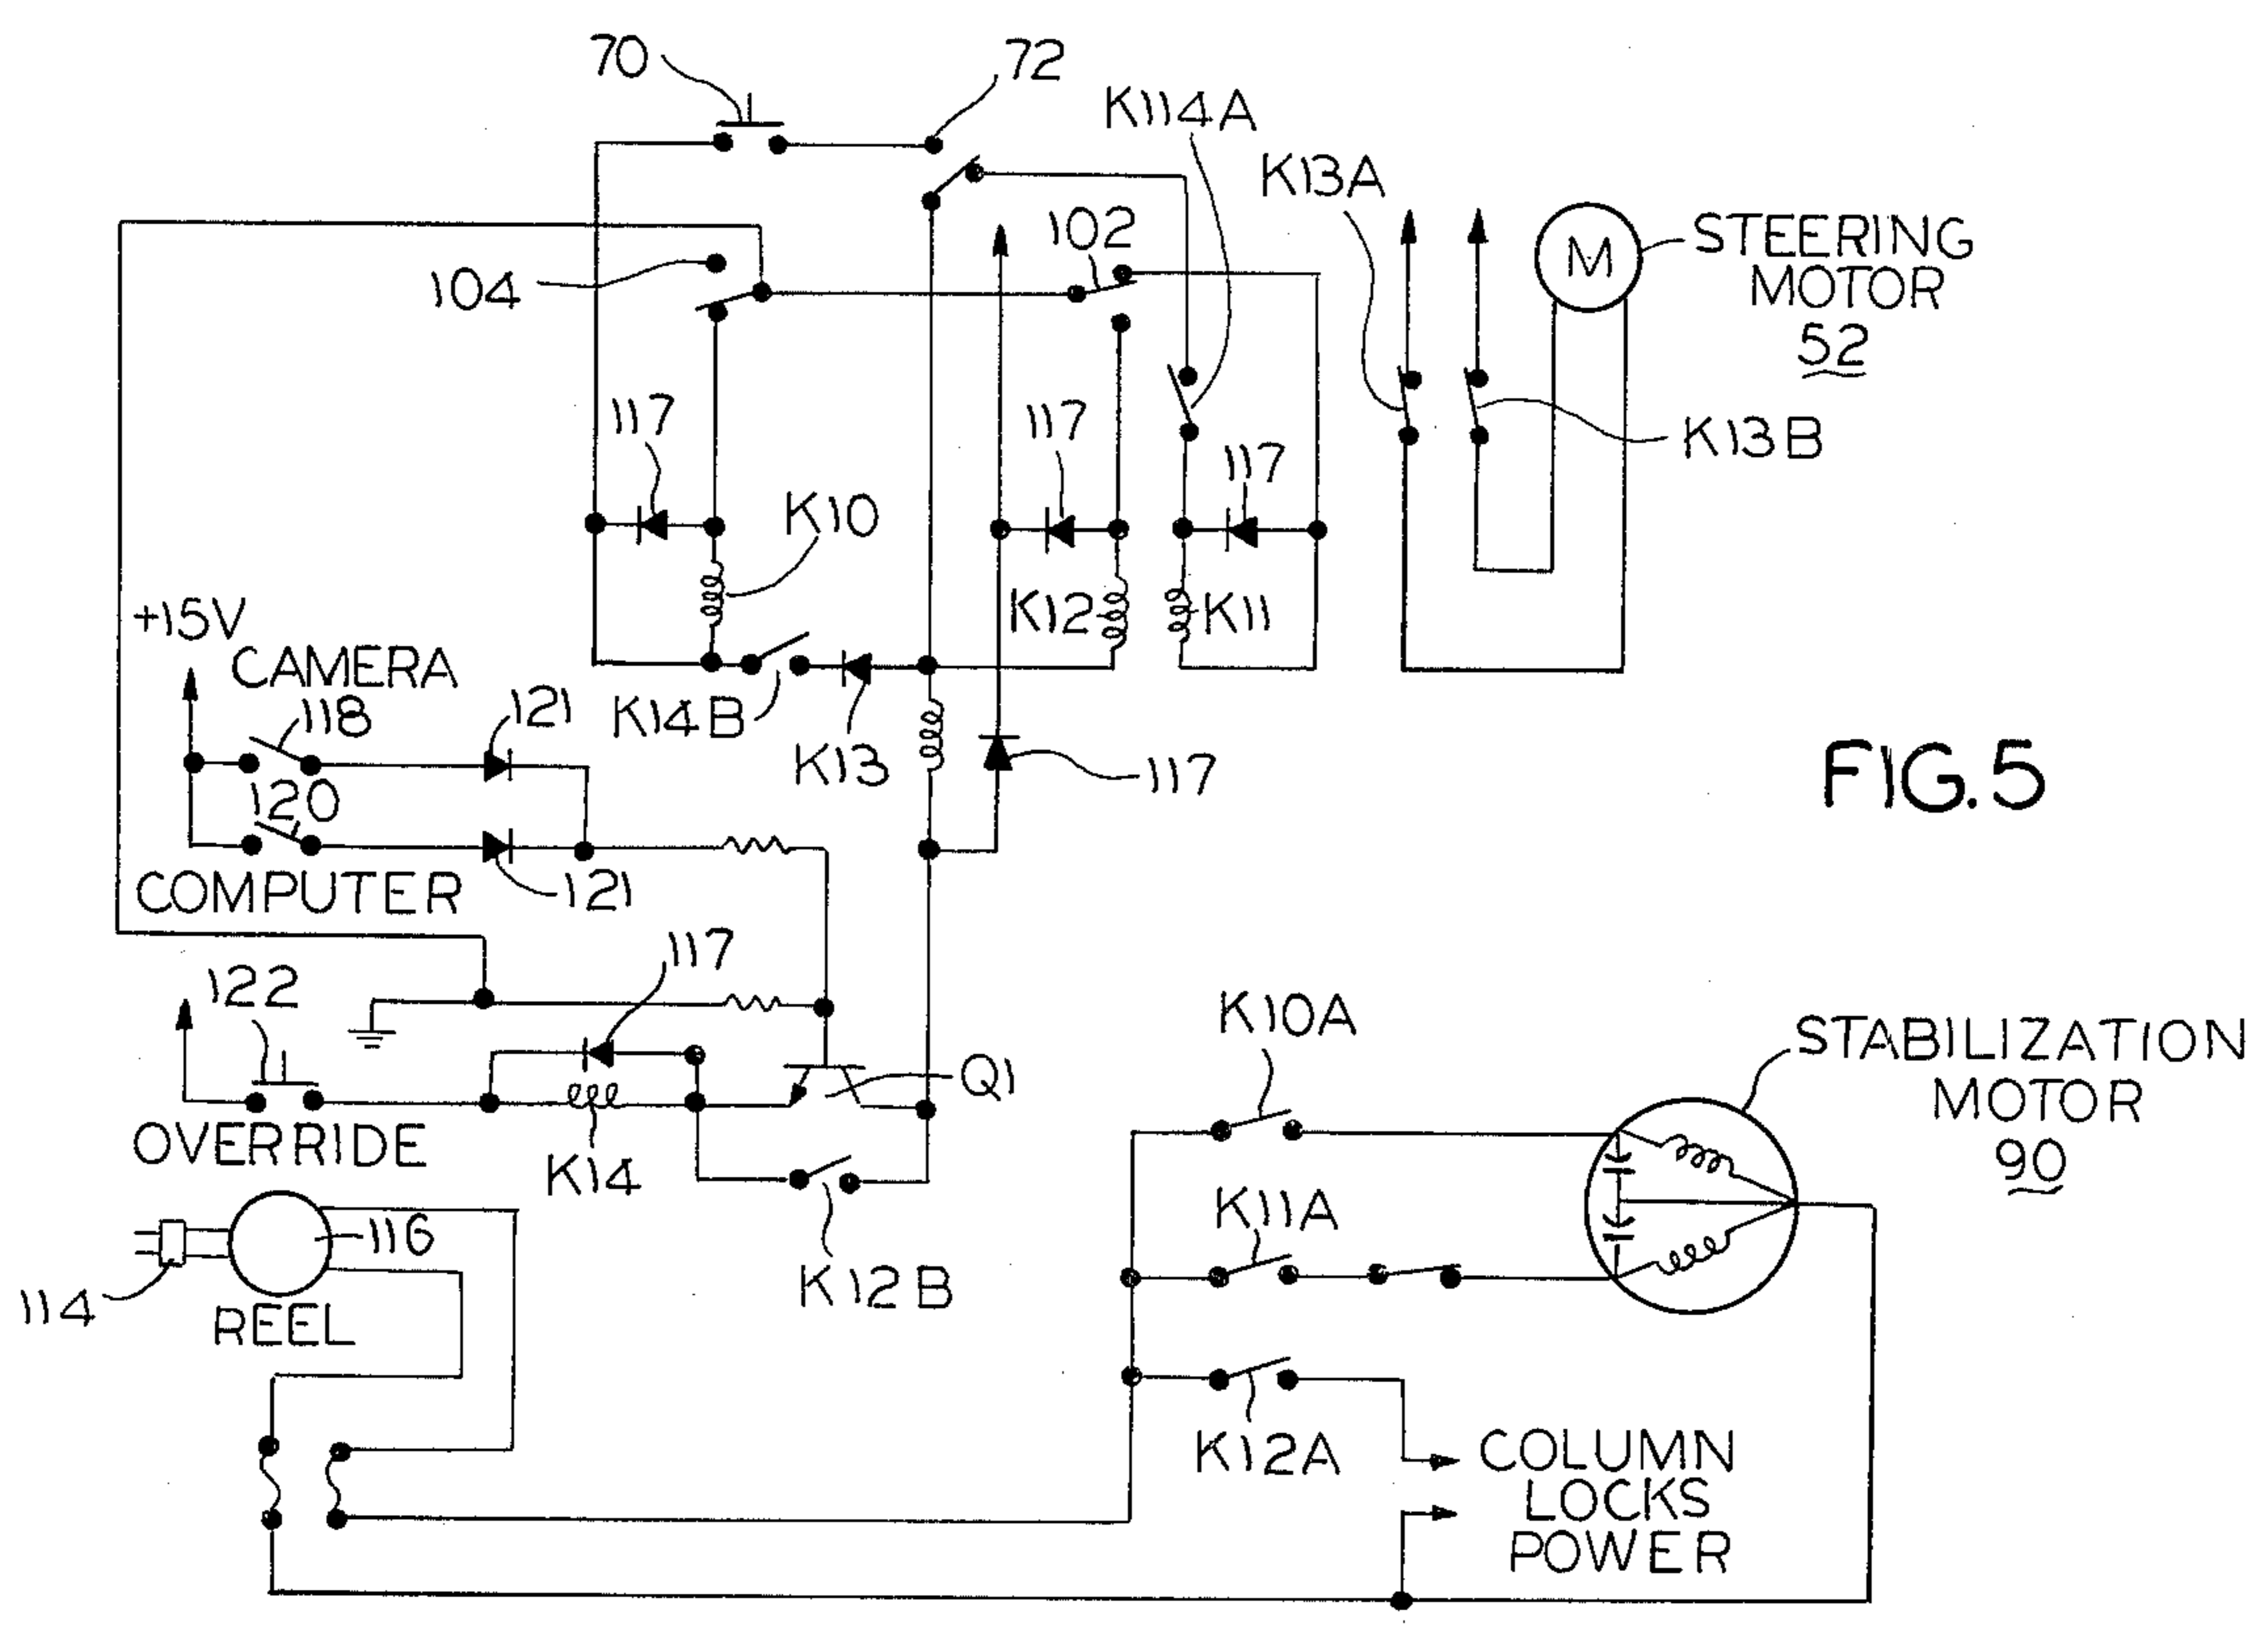 70
72
K114A
K13A
102
STEERING
MOTOR
52
104
117
117
117
K13B
K10
K12
K11
+15V
CAMERA
118
121
K14B
K13
117
FIG. 5
120
COMPUTER
121
117
122
K10A
STABILIZATION
MOTOR
90
Q1
OVERRIDE
K14
K11A
116
K12B
114
REEL
K12A
COLUMN
LOCKS
POWER
M